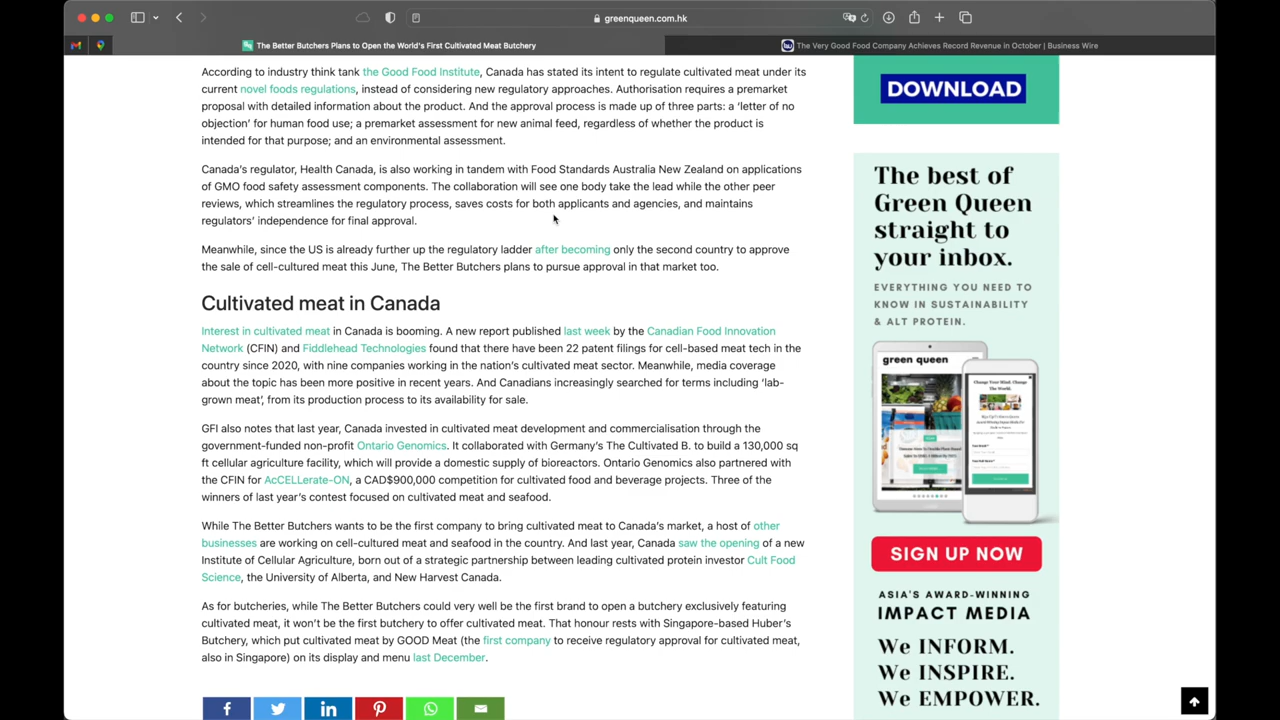 greenqueen.com.hk
The Better Butchers Plans to Open the World's First Cultivated Meat Butchery
The Very Good Food Company Achieves Record Revenue in October | Business Wire
According to industry think tank the Good Food Institute, Canada has stated its intent to regulate cultivated meat under its
current novel foods regulations, instead of considering new regulatory approaches. Authorisation requires a premarket
proposal with detailed information about the product. And the approval process is made up of three parts: a ‘letter of no
objection’ for human food use; a premarket assessment for new animal feed, regardless of whether the product is
intended for that purpose; and an environmental assessment.
Canada’s regulator, Health Canada, is also working in tandem with Food Standards Australia New Zealand on applications
of GMO food safety assessment components. The collaboration will see one body take the lead while the other peer
reviews, which streamlines the regulatory process, saves costs for both applicants and agencies, and maintains
regulators’ independence for final approval.
Meanwhile, since the US is already further up the regulatory ladder after becoming only the second country to approve
the sale of cell-cultured meat this June, The Better Butchers plans to pursue approval in that market too.
Cultivated meat in Canada
Interest in cultivated meat in Canada is booming. A new report published last week by the Canadian Food Innovation
Network (CFIN) and Fiddlehead Technologies found that there have been 22 patent filings for cell-based meat tech in the
country since 2020, with nine companies working in the nation’s cultivated meat sector. Meanwhile, media coverage
about the topic has been more positive in recent years. And Canadians increasingly searched for terms including ‘lab-
grown meat’, from its production process to its availability for sale.
GFI also notes that last year, Canada invested in cultivated meat development and commercialisation through the
government-funded non-profit Ontario Genomics. It collaborated with Germany’s The Cultivated B. to build a 130,000 sq
ft cellular agriculture facility, which will provide a domestic supply of bioreactors. Ontario Genomics also partnered with
the CFIN for AcCELLerate-ON, a CAD$900,000 competition for cultivated food and beverage projects. Three of the
winners of last year’s contest focused on cultivated meat and seafood.
While The Better Butchers wants to be the first company to bring cultivated meat to Canada’s market, a host of other
businesses are working on cell-cultured meat and seafood in the country. And last year, Canada saw the opening of a new
Institute of Cellular Agriculture, born out of a strategic partnership between leading cultivated protein investor Cult Food
Science, the University of Alberta, and New Harvest Canada.
As for butcheries, while The Better Butchers could very well be the first brand to open a butchery exclusively featuring
cultivated meat, it won’t be the first butchery to offer cultivated meat. That honour rests with Singapore-based Huber’s
Butchery, which put cultivated meat by GOOD Meat (the first company to receive regulatory approval for cultivated meat,
also in Singapore) on its display and menu last December.
DOWNLOAD
The best of
Green Queen
straight to
your inbox.
EVERYTHING YOU NEED TO
KNOW IN SUSTAINABILITY
& ALT PROTEIN.
green queen
Change Your Mind. Change
The World.
SIGN UP NOW
ASIA'S AWARD-WINNING
IMPACT MEDIA
We INFORM.
We INSPIRE.
We EMPOWER.